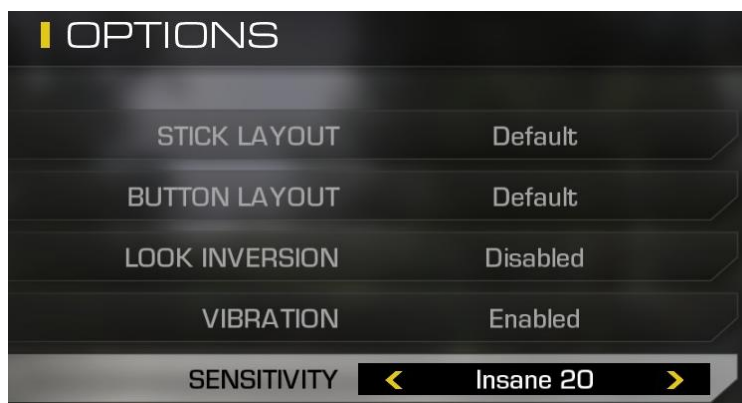 OPTIONS
STICK LAYOUT Default
BUTTON LAYOUT Default
LOOK INVERSION Disabled
VIBRATION Enabled
SENSITIVITY < Insane 20 >